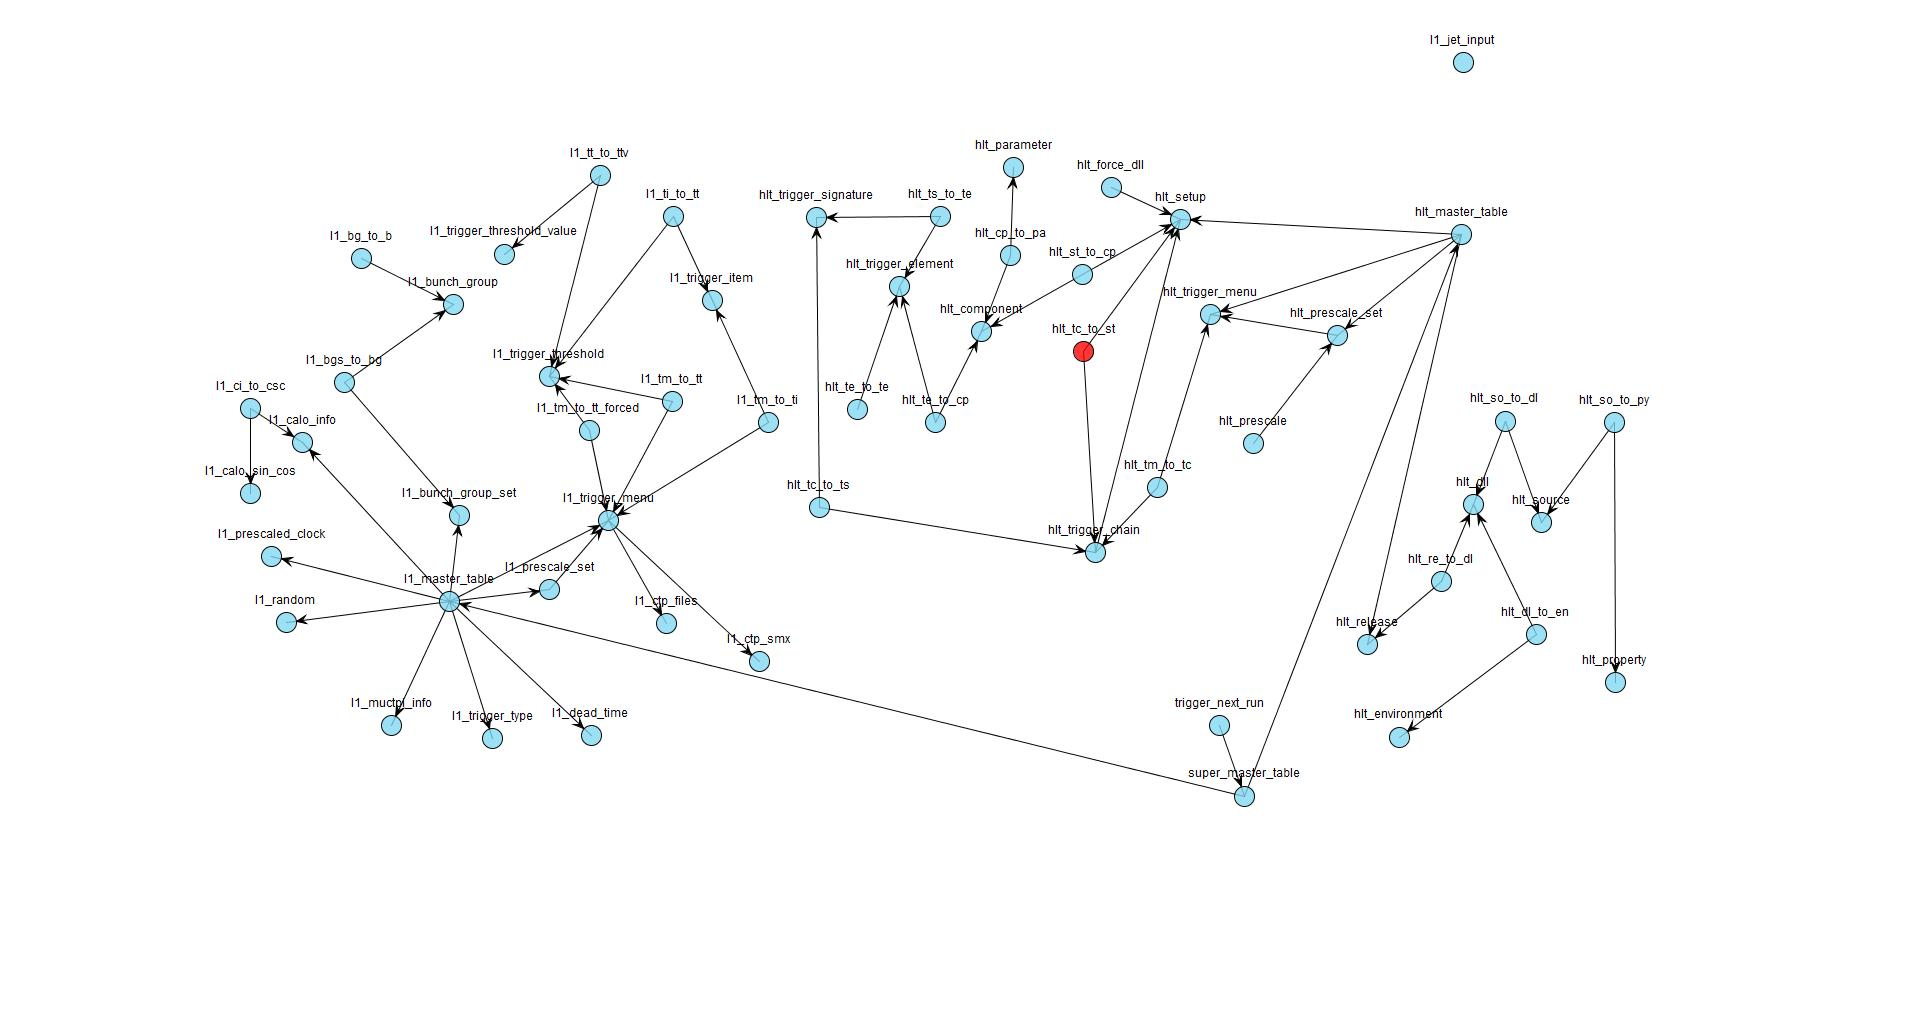 l1_jet_input
hlt_parameter
l1_tt_to_ttv
hlt_force_dll
l1_ti_to_tt
hlt_trigger_signature
hlt_ts_to_te
hlt_setup
hlt_master_table
l1_bg_to_b
l1_trigger_threshold_value
hlt_cp_to_pa
hlt_st_to_cp
hlt_trigger_element
l1_bunch_group
l1_trigger_item
hlt_trigger_menu
hlt_component
hlt_prescale_set
hlt_tc_to_st
l1_bgs_to_bg
l1_trigger_threshold
l1_ci_to_csc
l1_tm_to_tt
hlt_te_to_te
l1_tm_to_tt_forced
l1_tm_to_ti
hlt_te_to_cp
hlt_so_to_dl
hlt_so_to_py
l1_calo_info
hlt_prescale
l1_calo_sin_cos
hlt_tm_to_tc
l1_bunch_group_set
l1_trigger_menu
hlt_tc_to_ts
hlt_dll
hlt_source
l1_prescaled_clock
hlt_trigger_chain
l1_master_table
l1_prescale_set
hlt_re_to_dl
l1_random
l1_ctp_files
hlt_dl_to_en
hlt_release
l1_ctp_smx
hlt_property
l1_muctpi_info
l1_trigger_type
l1_dead_time
trigger_next_run
hlt_environment
super_master_table